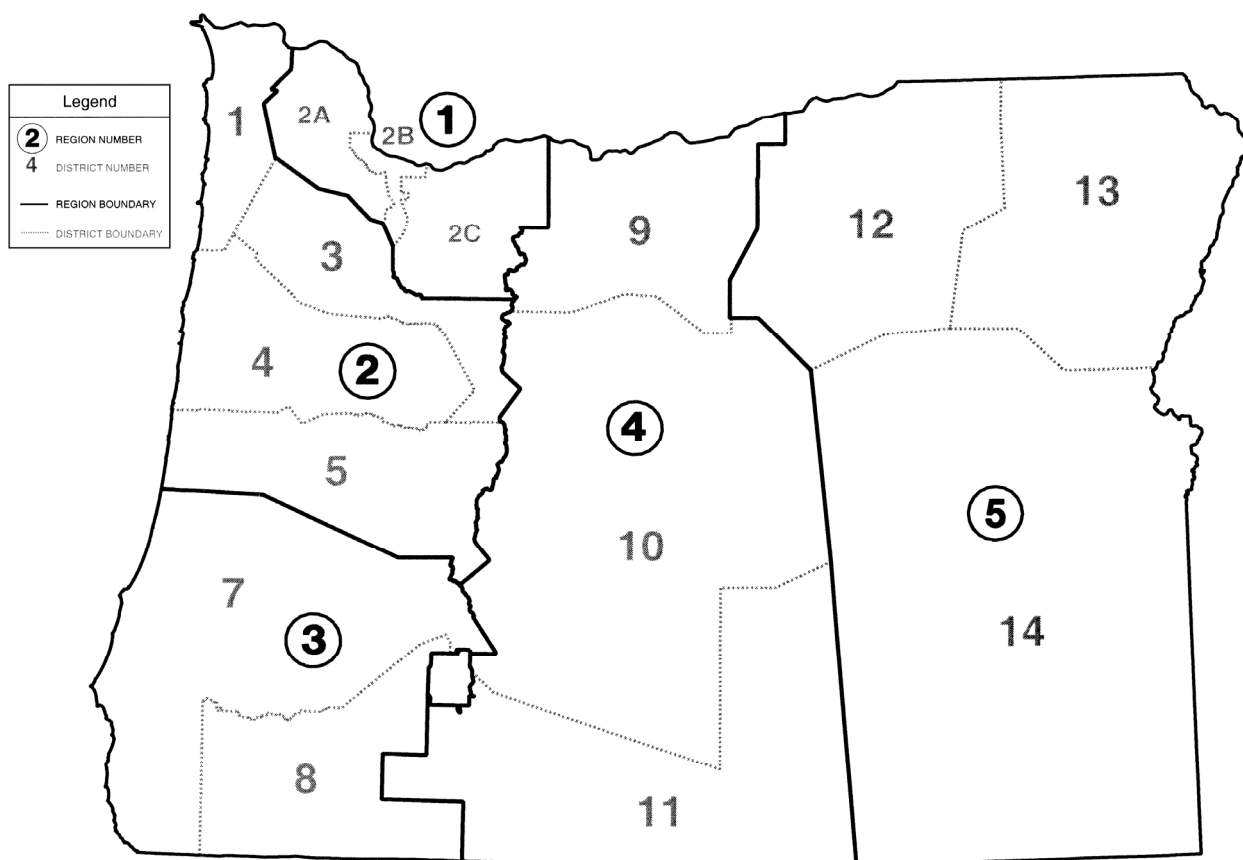 Legend
2 REGION NUMBER
4 DISTRICT NUMBER
REGION BOUNDARY
DISTRICT BOUNDARY
1
2A
2B
1
2C
3
9
12
13
4
2
4
5
5
10
7
3
14
8
11